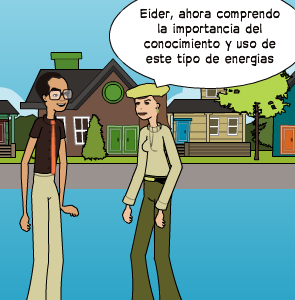 Eider, ahora comprendo
la importancia del
conocimiento y uso de
este tipo de energías